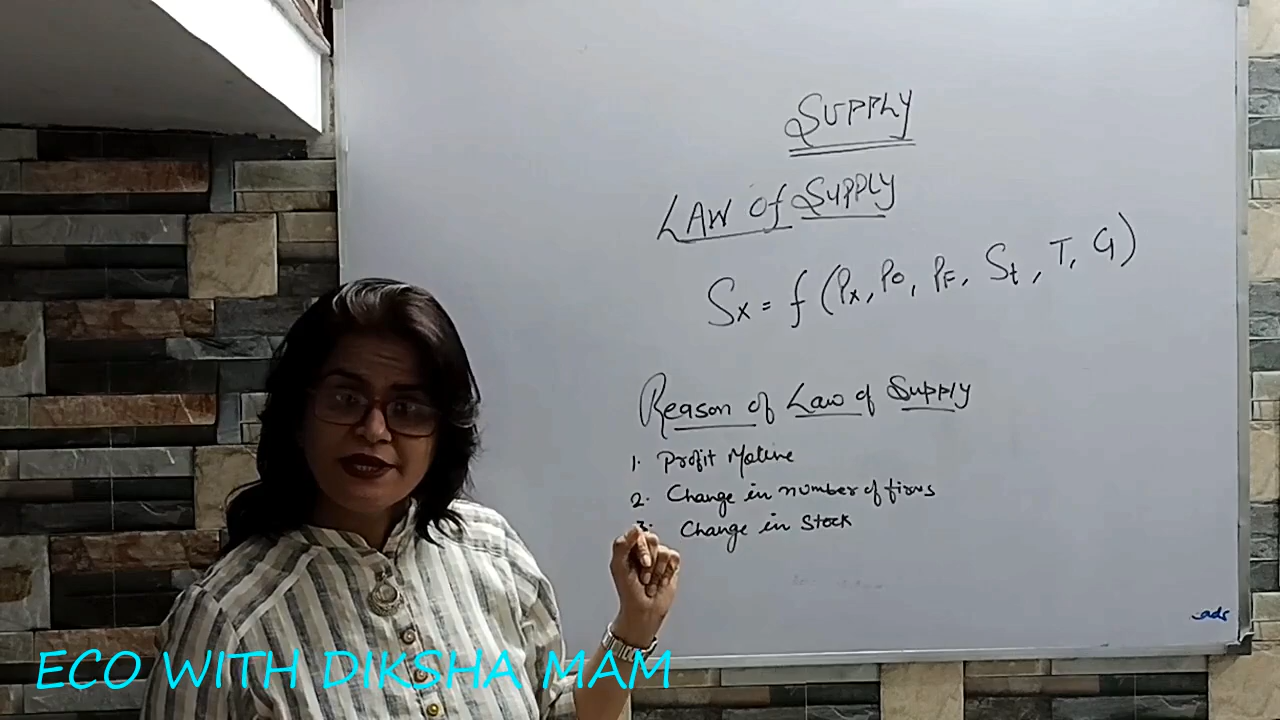 SUPPLY
LAW of SUPPLY
Sx = f (Px, Po, PF, St, T, G)
Reason of Law of Supply
1. Profit Motive
2. Change in number of firms
3. Change in Stock
ECO WITH DIKSHA MAM